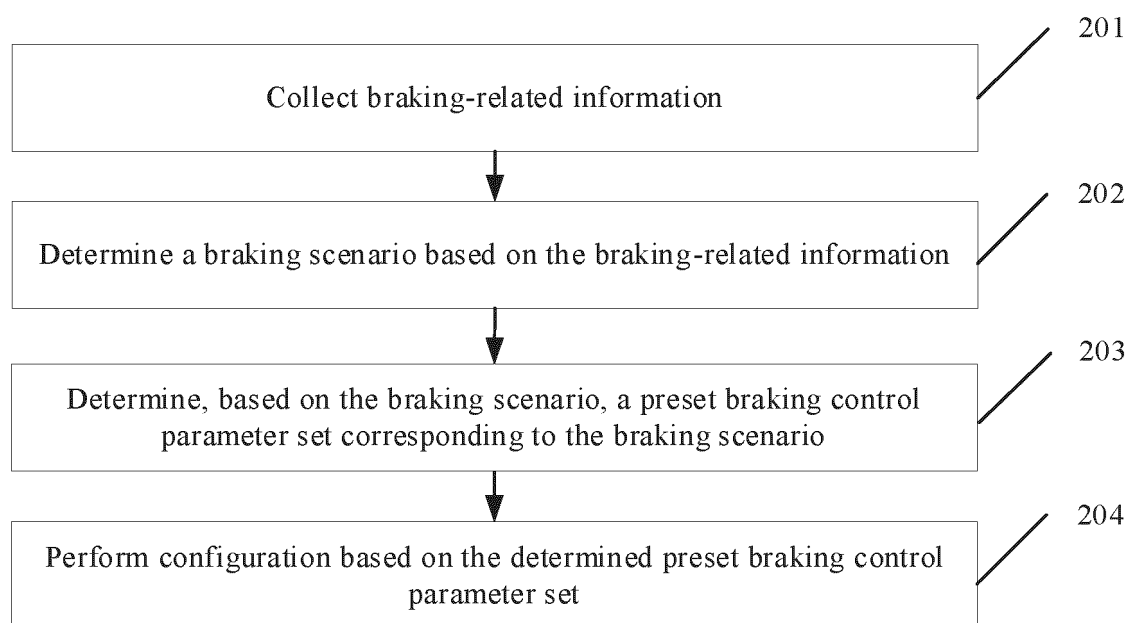 201
Collect braking-related information
202
Determine a braking scenario based on the braking-related information
203
Determine, based on the braking scenario, a preset braking control
parameter set corresponding to the braking scenario
204
Perform configuration based on the determined preset braking control
parameter set